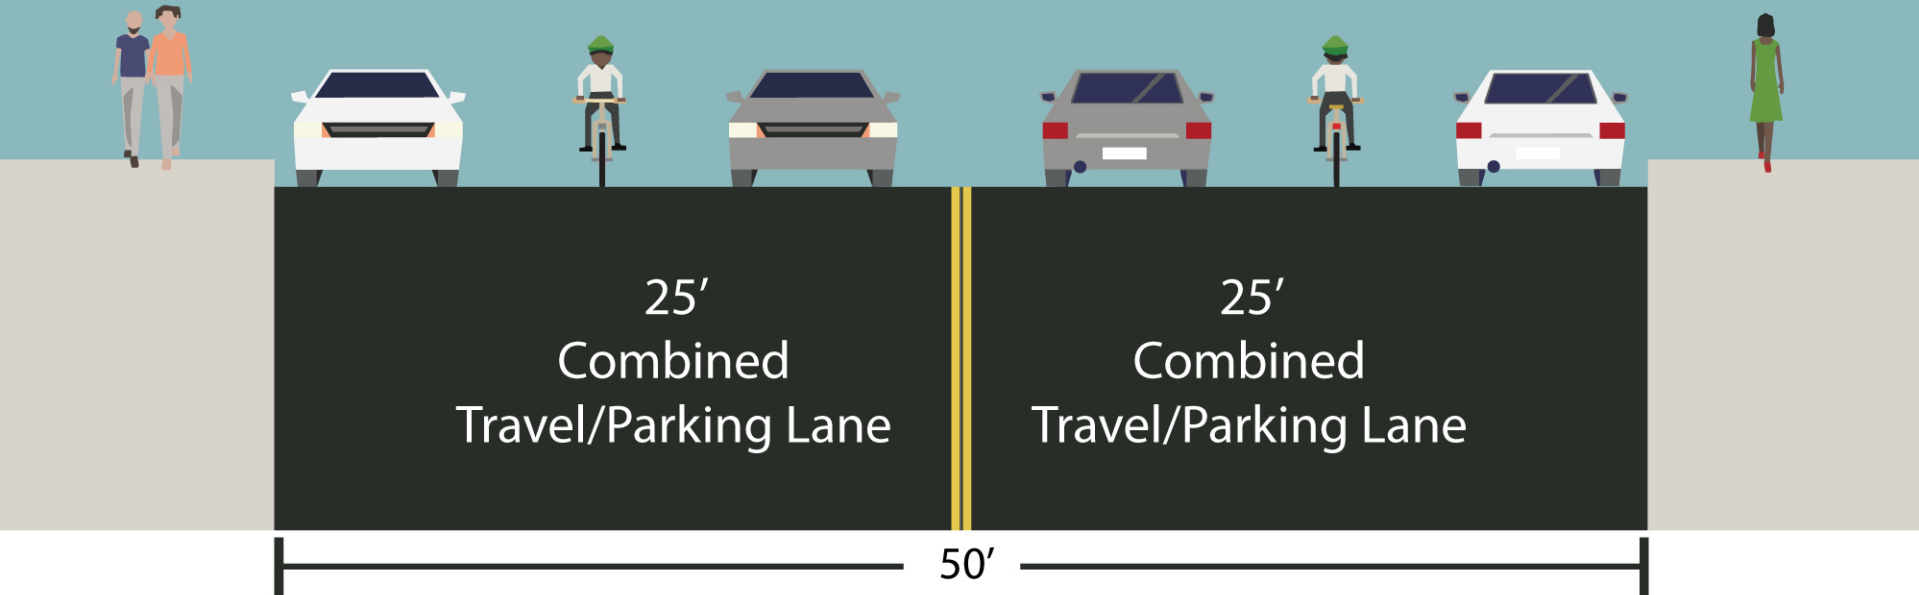 25’
Combined
Travel/Parking Lane
25’
Combined
Travel/Parking Lane
50’